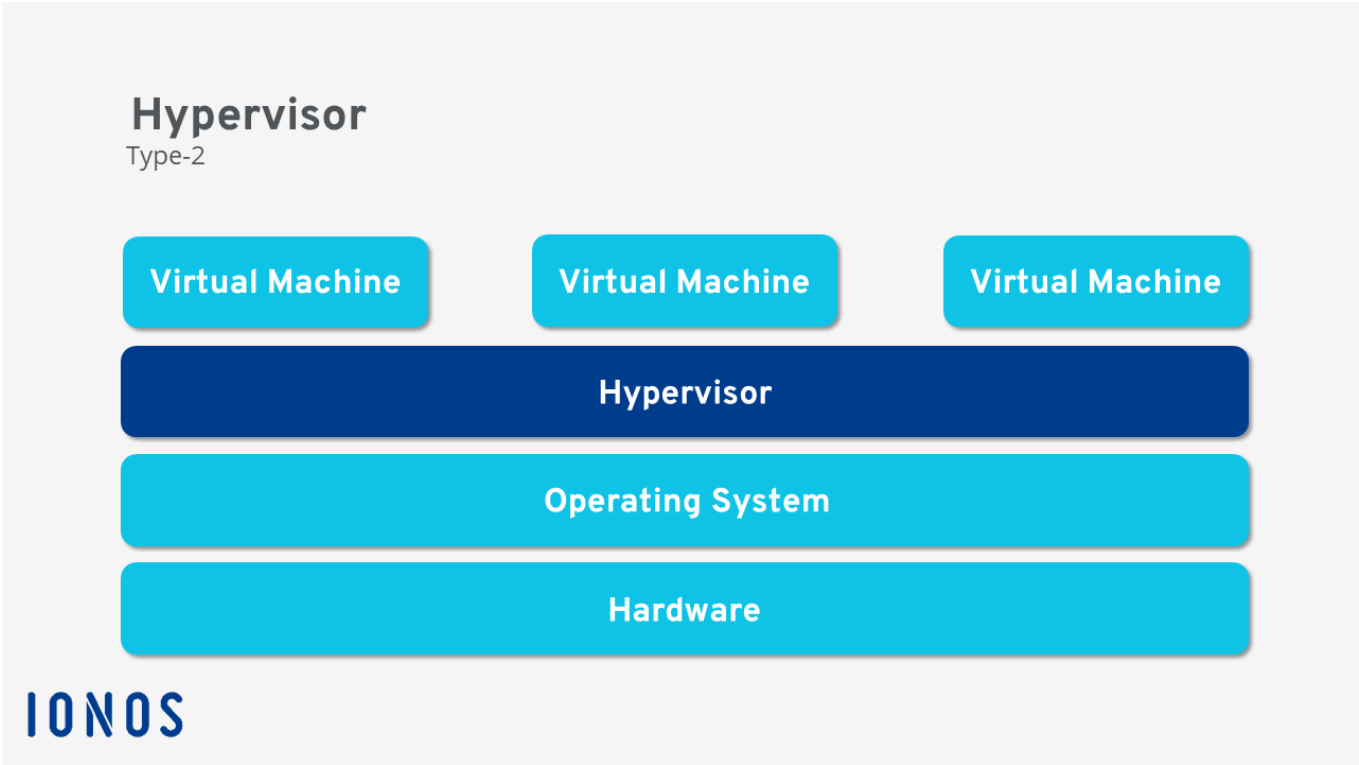 Hypervisor
Type-2
Virtual Machine Virtual Machine Virtual Machine
Hypervisor
Operating System
Hardware
IONOS